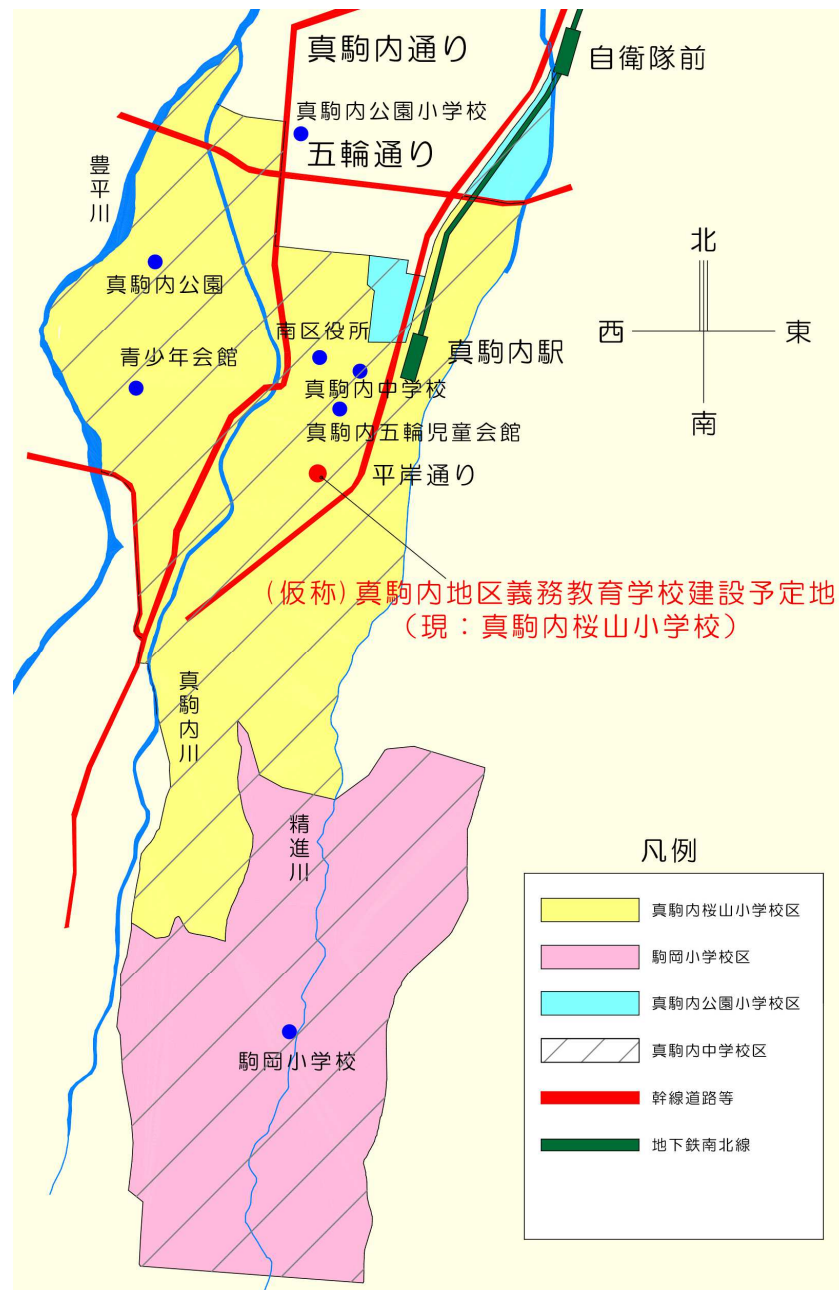 真駒内通り
自衛隊前
真駒内公園小学校
五輪通り
豊平川
北
西
東
南
真駒内公園
南区役所
真駒内駅
青少年会館
真駒内中学校
真駒内五輪児童会館
平岸通り
(仮称)真駒内地区義務教育学校建設予定地
(現：真駒内桜山小学校)
真駒内川
精進川
駒岡小学校
凡例
真駒内桜山小学校区
駒岡小学校区
真駒内公園小学校区
真駒内中学校区
幹線道路等
地下鉄南北線